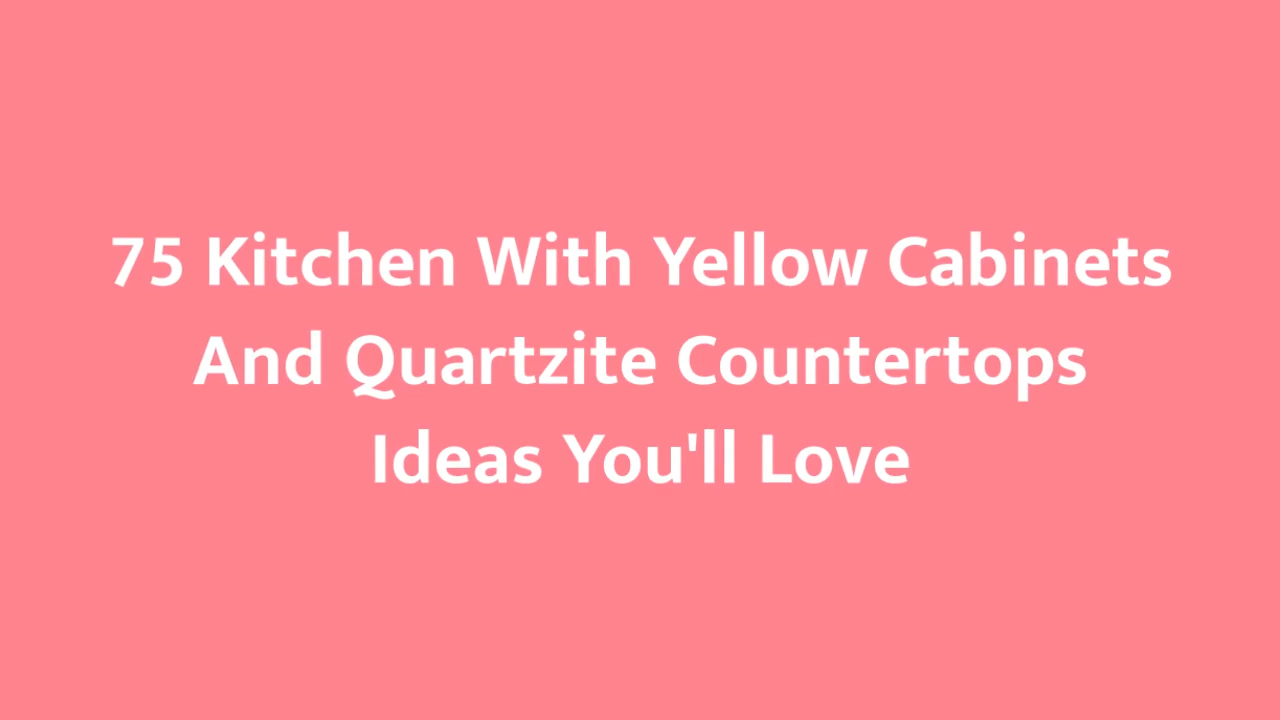 75 Kitchen With Yellow Cabinets
And Quartzite Countertops
Ideas You'll Love